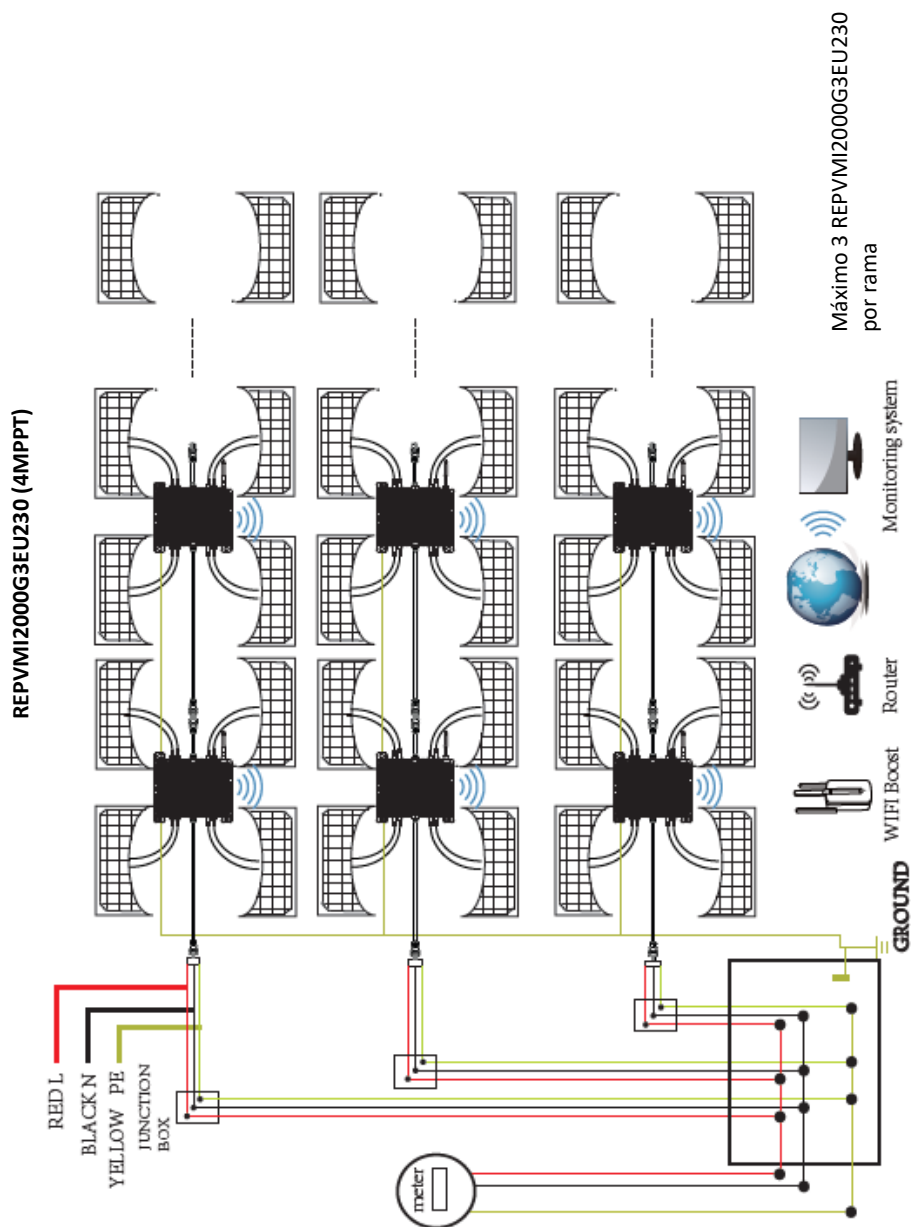 REPVMI2000G3EU230 (4MPPT)
RED L
BLACK N
YELLOW PE
JUNCTION
BOX
meter
GROUND
WIFI Boost
Router
Monitoring system
Máximo 3 REPVMI2000G3EU230
por rama